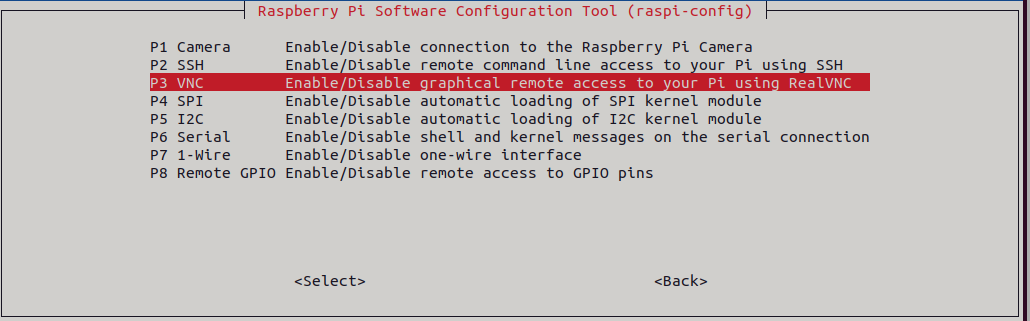 Raspberry Pi Software Configuration Tool (raspi-config)
P1 Camera Enable/Disable connection to the Raspberry Pi Camera
P2 SSH Enable/Disable remote command line access to your Pi using SSH
P3 VNC Enable/Disable graphical remote access to your Pi using RealVNC
P4 SPI Enable/Disable automatic loading of SPI kernel module
P5 I2C Enable/Disable automatic loading of I2C kernel module
P6 Serial Enable/Disable shell and kernel messages on the serial connection
P7 1-Wire Enable/Disable one-wire interface
P8 Remote GPIO Enable/Disable remote access to GPIO pins
<Select> <Back>